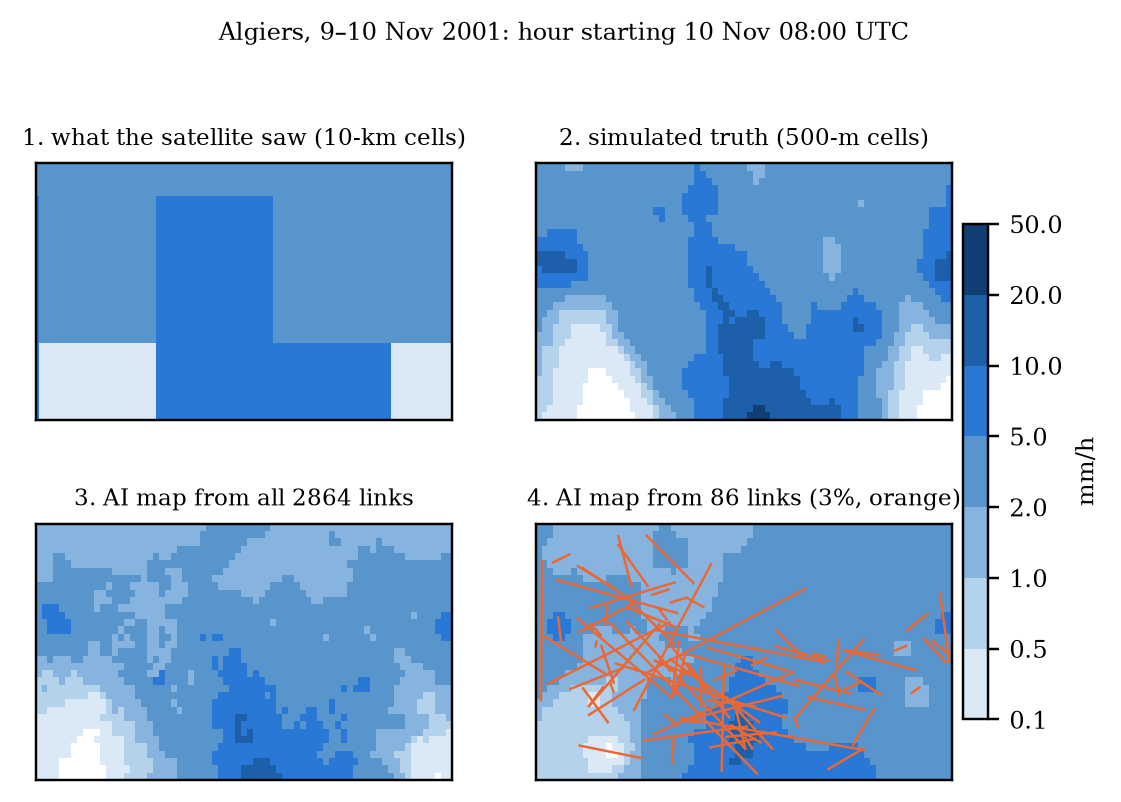 Algiers, 9–10 Nov 2001: hour starting 10 Nov 08:00 UTC
1. what the satellite saw (10-km cells)
2. simulated truth (500-m cells)
3. AI map from all 2864 links
4. AI map from 86 links (3%, orange)
50.0
20.0
10.0
5.0
2.0
1.0
0.5
0.1
mm/h